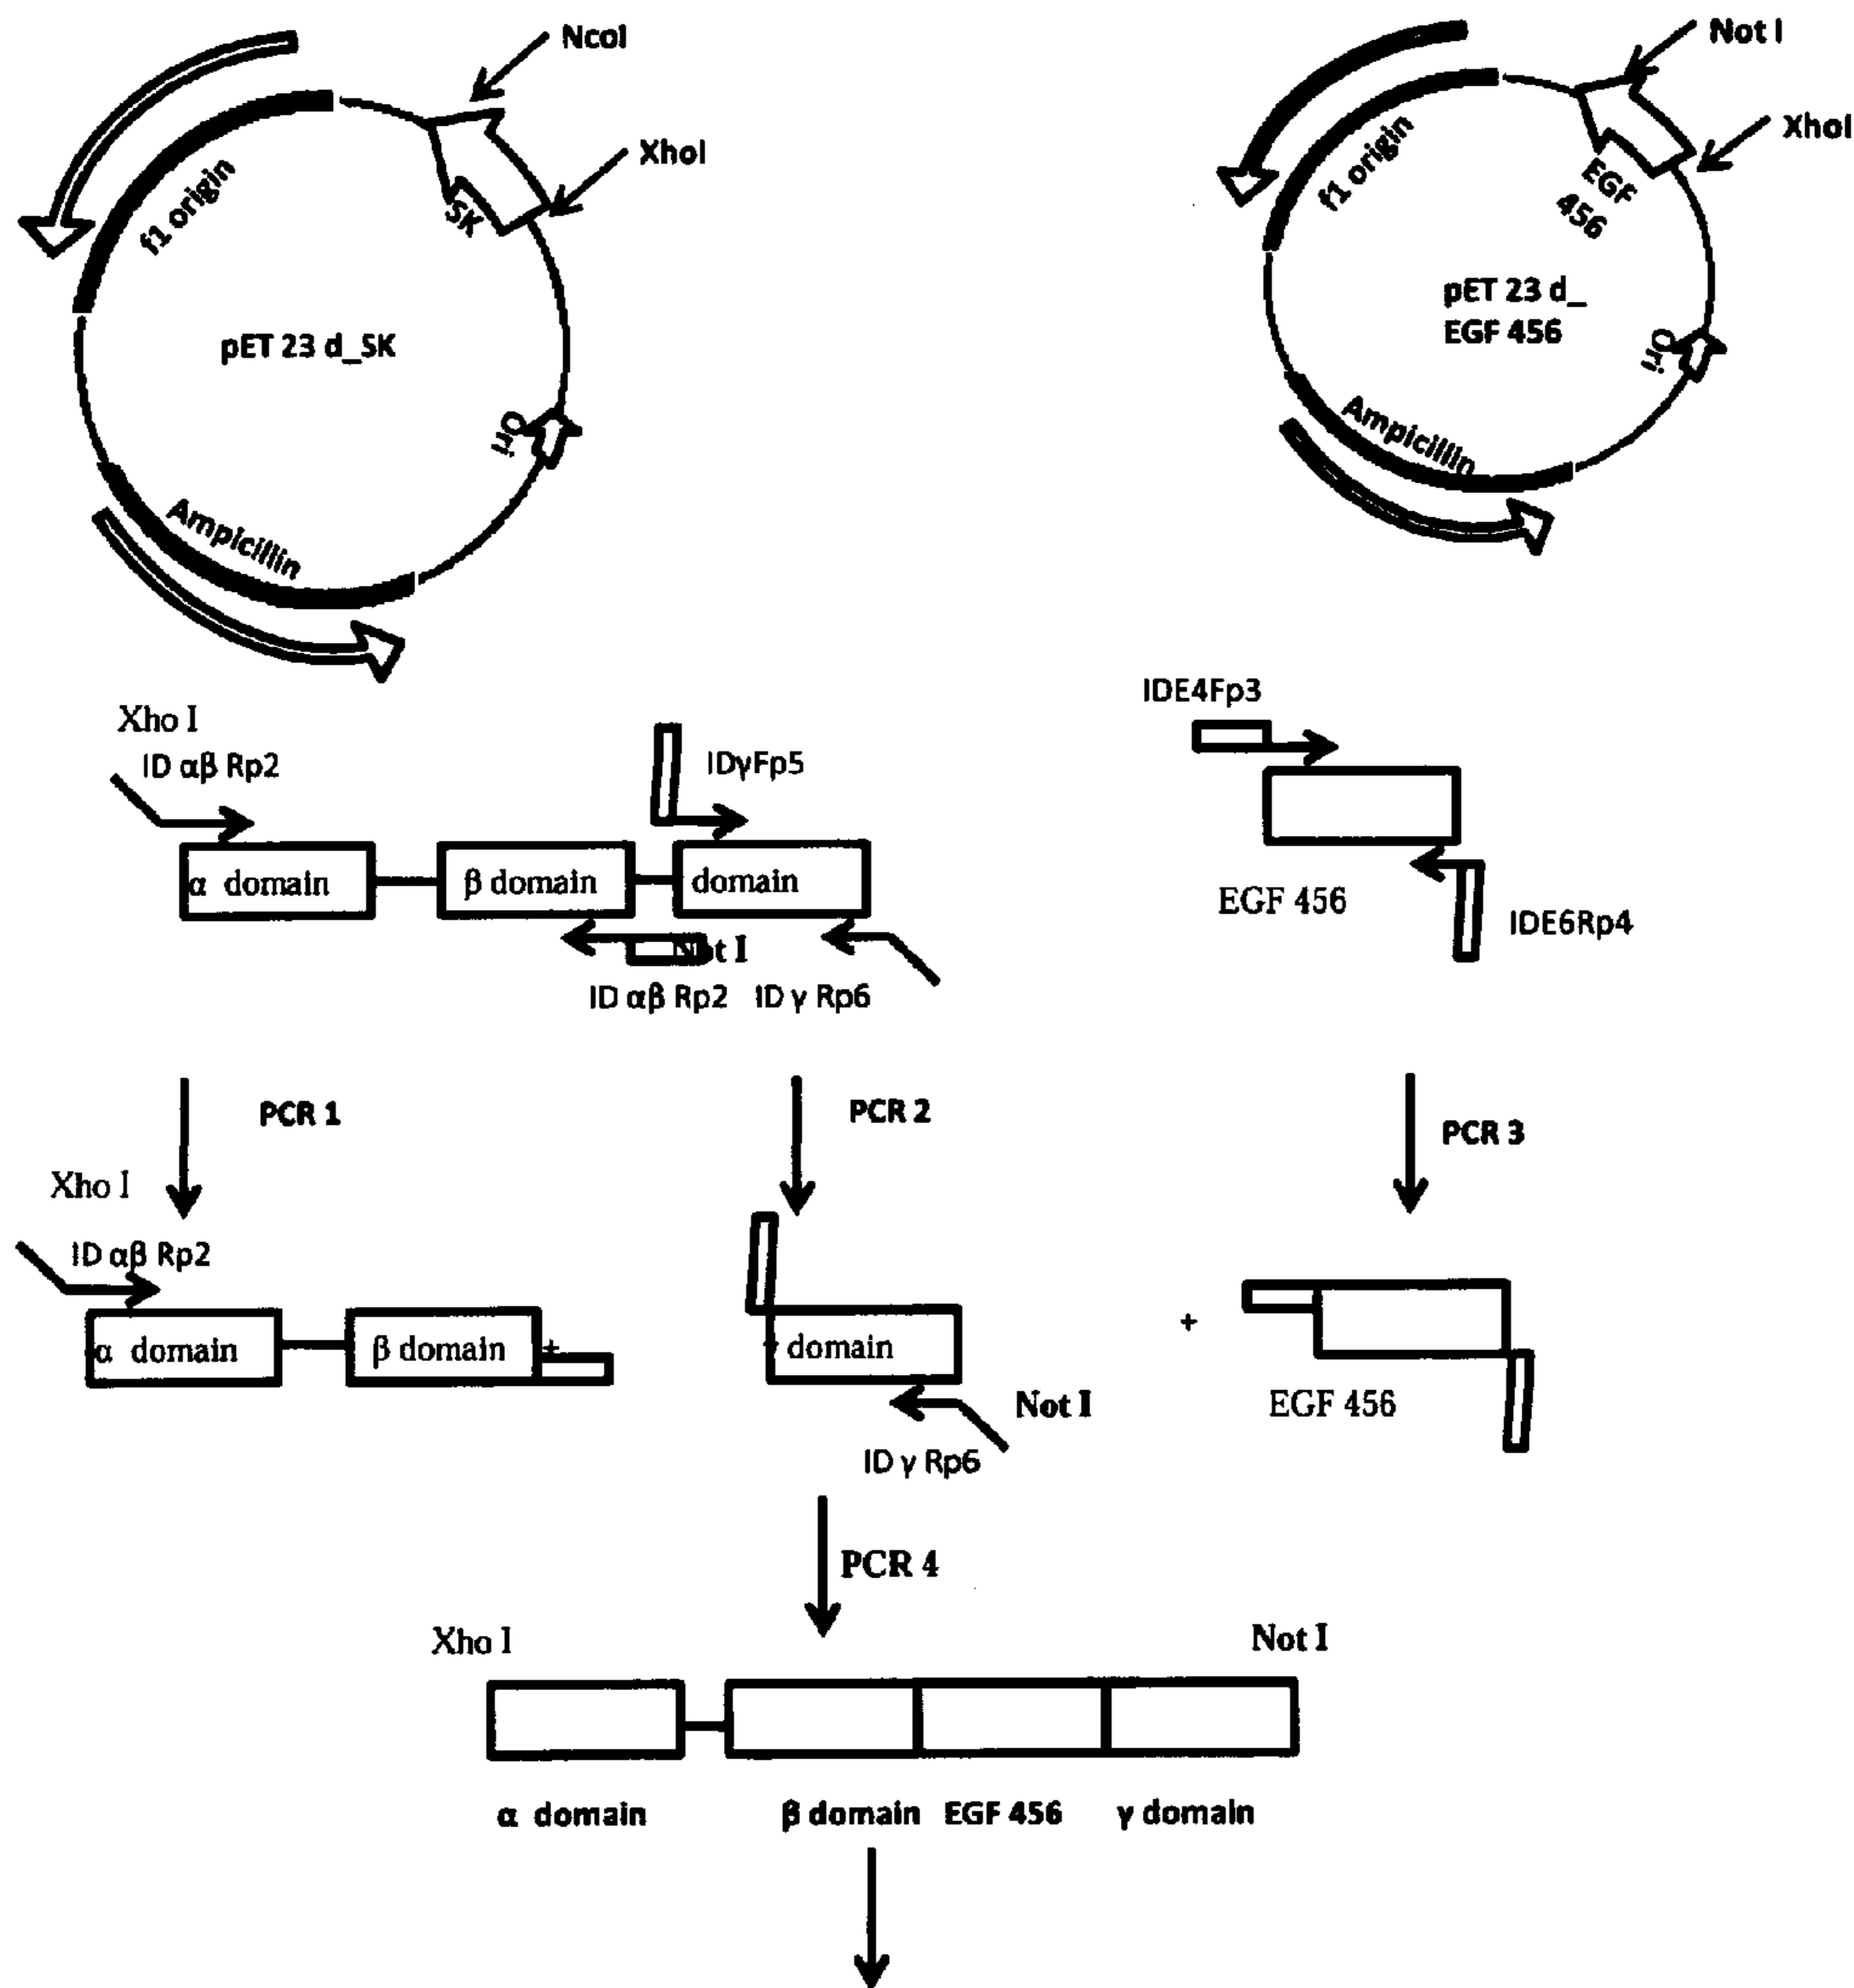 NcoI
XhoI
f1 origin
SK
pET 23 d_SK
Ori
Ampicillin
Not I
XhoI
f1 origin
EGF
456
pET 23 d_
EGF 456
Ori
Ampicillin
Xho I
ID αβ Rp2
IDγFp5
IDE4Fp3
α domain
β domain
domain
Not I
ID αβ Rp2
ID γ Rp6
EGF 456
IDE6Rp4
PCR 1
PCR 2
PCR 3
Xho I
ID αβ Rp2
α domain
β domain
+
domain
Not I
ID γ Rp6
+
EGF 456
PCR 4
Xho I
Not I
α domain
β domain
EGF 456
γ domain